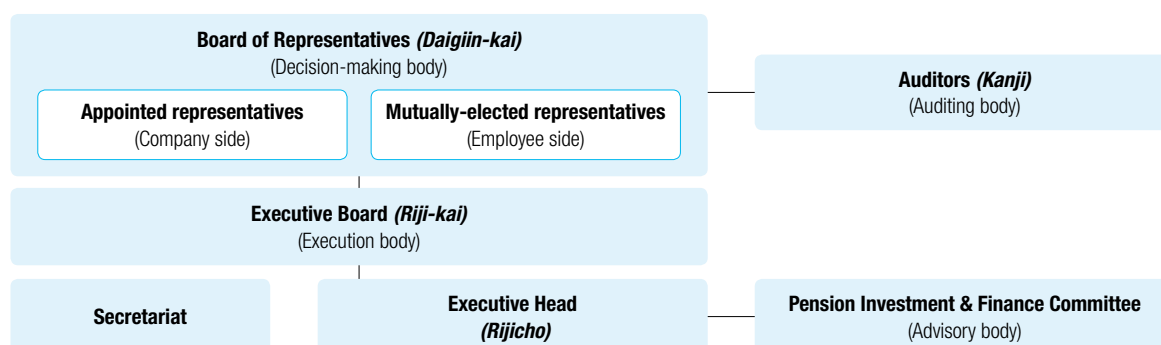 Board of Representatives (Daigiin-kai)
(Decision-making body)
Appointed representatives
(Company side)
Mutually-elected representatives
(Employee side)
Auditors (Kanji)
(Auditing body)
Executive Board (Riji-kai)
(Execution body)
Secretariat
Executive Head
(Rijicho)
Pension Investment & Finance Committee
(Advisory body)